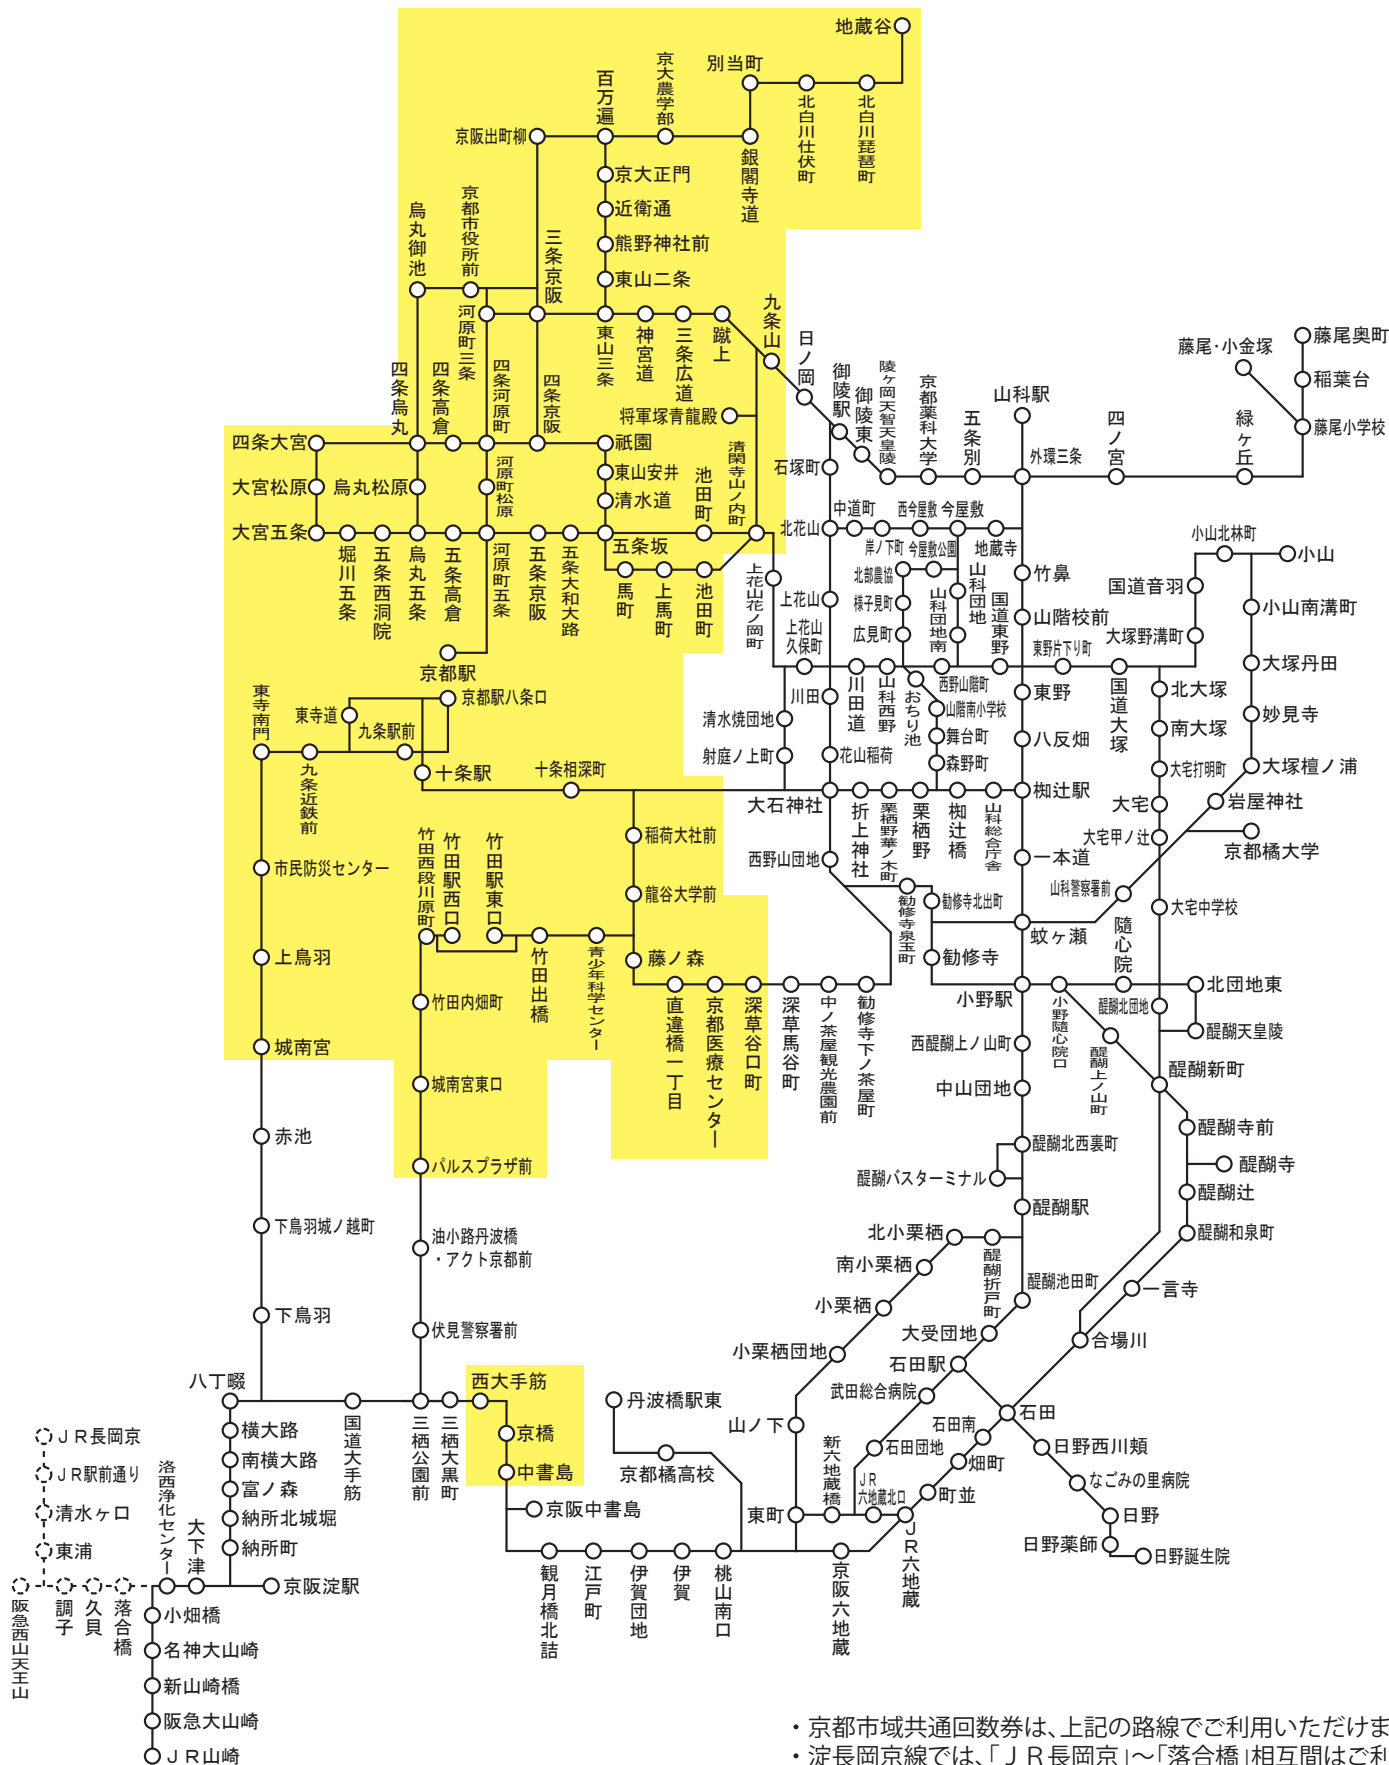 地蔵谷
別当町
京大農学部
百万遍
北白川仕伏町
北白川琵琶町
京阪出町柳
銀閣寺道
京大正門
近衛通
熊野神社前
東山二条
烏丸御池
京都市役所前
三条京阪
河原町三条
東山三条
神宮道
三条広道
蹴上
九条山
日ノ岡
御陵駅
御陵東
陵ヶ岡天智天皇陵
京都薬科大学
五条別
山科駅
外環三条
四ノ宮
緑ヶ丘
藤尾・小金塚
藤尾奥町
稲葉台
藤尾小学校
四条烏丸
四条高倉
四条河原町
四条京阪
将軍塚青龍殿
清閑寺山ノ内町
四条大宮
祇園
大宮松原
烏丸松原
河原町松原
東山安井
清水道
池田町
大宮五条
堀川五条
五条西洞院
烏丸五条
五条高倉
河原町五条
五条京阪
五条大和大路
五条坂
馬町
上馬町
池田町
上花山花ノ岡町
石塚町
北花山
中道町
西今屋敷
今屋敷
岸ノ下町
今屋敷公園
地蔵寺
北部農協
様子見町
広見町
山科団地
山科団地南
国道東野
上花山
上花山久保町
竹鼻
山階校前
東野片下り町
国道音羽
大塚野溝町
小山北林町
小山
小山南溝町
大塚丹田
妙見寺
大塚檀ノ浦
岩屋神社
京都橘大学
京都駅
京都駅八条口
東寺南門
東寺道
九条駅前
九条近鉄前
十条駅
十条相深町
川田
清水焼団地
射庭ノ上町
川田道
山科西野
おちり池
西野山階町
山階南小学校
舞台町
森野町
東野
八反畑
国道大塚
北大塚
南大塚
大宅打明町
大宅
大宅甲ノ辻
大宅中学校
花山稲荷
大石神社
折上神社
栗栖野華ノ木町
栗栖野
椥辻橋
山科総合庁舎
椥辻駅
一本道
山科警察署前
西野山団地
稲荷大社前
龍谷大学前
藤ノ森
竹田西段川原町
竹田駅西口
竹田駅東口
竹田出橋
青少年科学センター
直違橋一丁目
京都医療センター
深草谷口町
深草馬谷町
中ノ茶屋観光農園前
勧修寺下ノ茶屋町
勧修寺泉玉町
勧修寺北出町
勧修寺
蚊ヶ瀬
小野駅
小野随心院口
隨心院
北団地東
醍醐北団地
醍醐天皇陵
醍醐新町
醍醐上ノ山町
西醍醐上ノ山町
中山団地
醍醐北西裏町
醍醐バスターミナル
醍醐駅
醍醐寺前
醍醐寺
醍醐辻
醍醐和泉町
一言寺
合場川
市民防災センター
上鳥羽
城南宮
赤池
下鳥羽城ノ越町
下鳥羽
竹田内畑町
城南宮東口
パルスプラザ前
油小路丹波橋
・アクト京都前
伏見警察署前
北小栗栖
南小栗栖
小栗栖
小栗栖団地
醍醐折戸町
醍醐池田町
大受団地
石田駅
武田総合病院
石田団地
石田
石田南
畑町
町並
日野西川頬
なごみの里病院
日野
日野薬師
日野誕生院
山ノ下
東町
新六地蔵橋
JR六地蔵北口
JR六地蔵
京阪六地蔵
丹波橋駅東
京都橘高校
八丁畷
横大路
南横大路
富ノ森
納所北城堀
納所町
京阪淀駅
国道大手筋
三栖公園前
三栖大黒町
西大手筋
京橋
中書島
京阪中書島
観月橋北詰
江戸町
伊賀団地
伊賀
桃山南口
JR長岡京
JR駅前通り
清水ヶ口
東浦
阪急西山天王山
調子
久貝
落合橋
洛西浄化センター
大下津
小畑橋
名神大山崎
新山崎橋
阪急大山崎
JR山崎
・京都市域共通回数券は、上記の路線でご利用いただけま
・淀長岡京線では、「JR長岡京」～「落合橋」相互間はご利